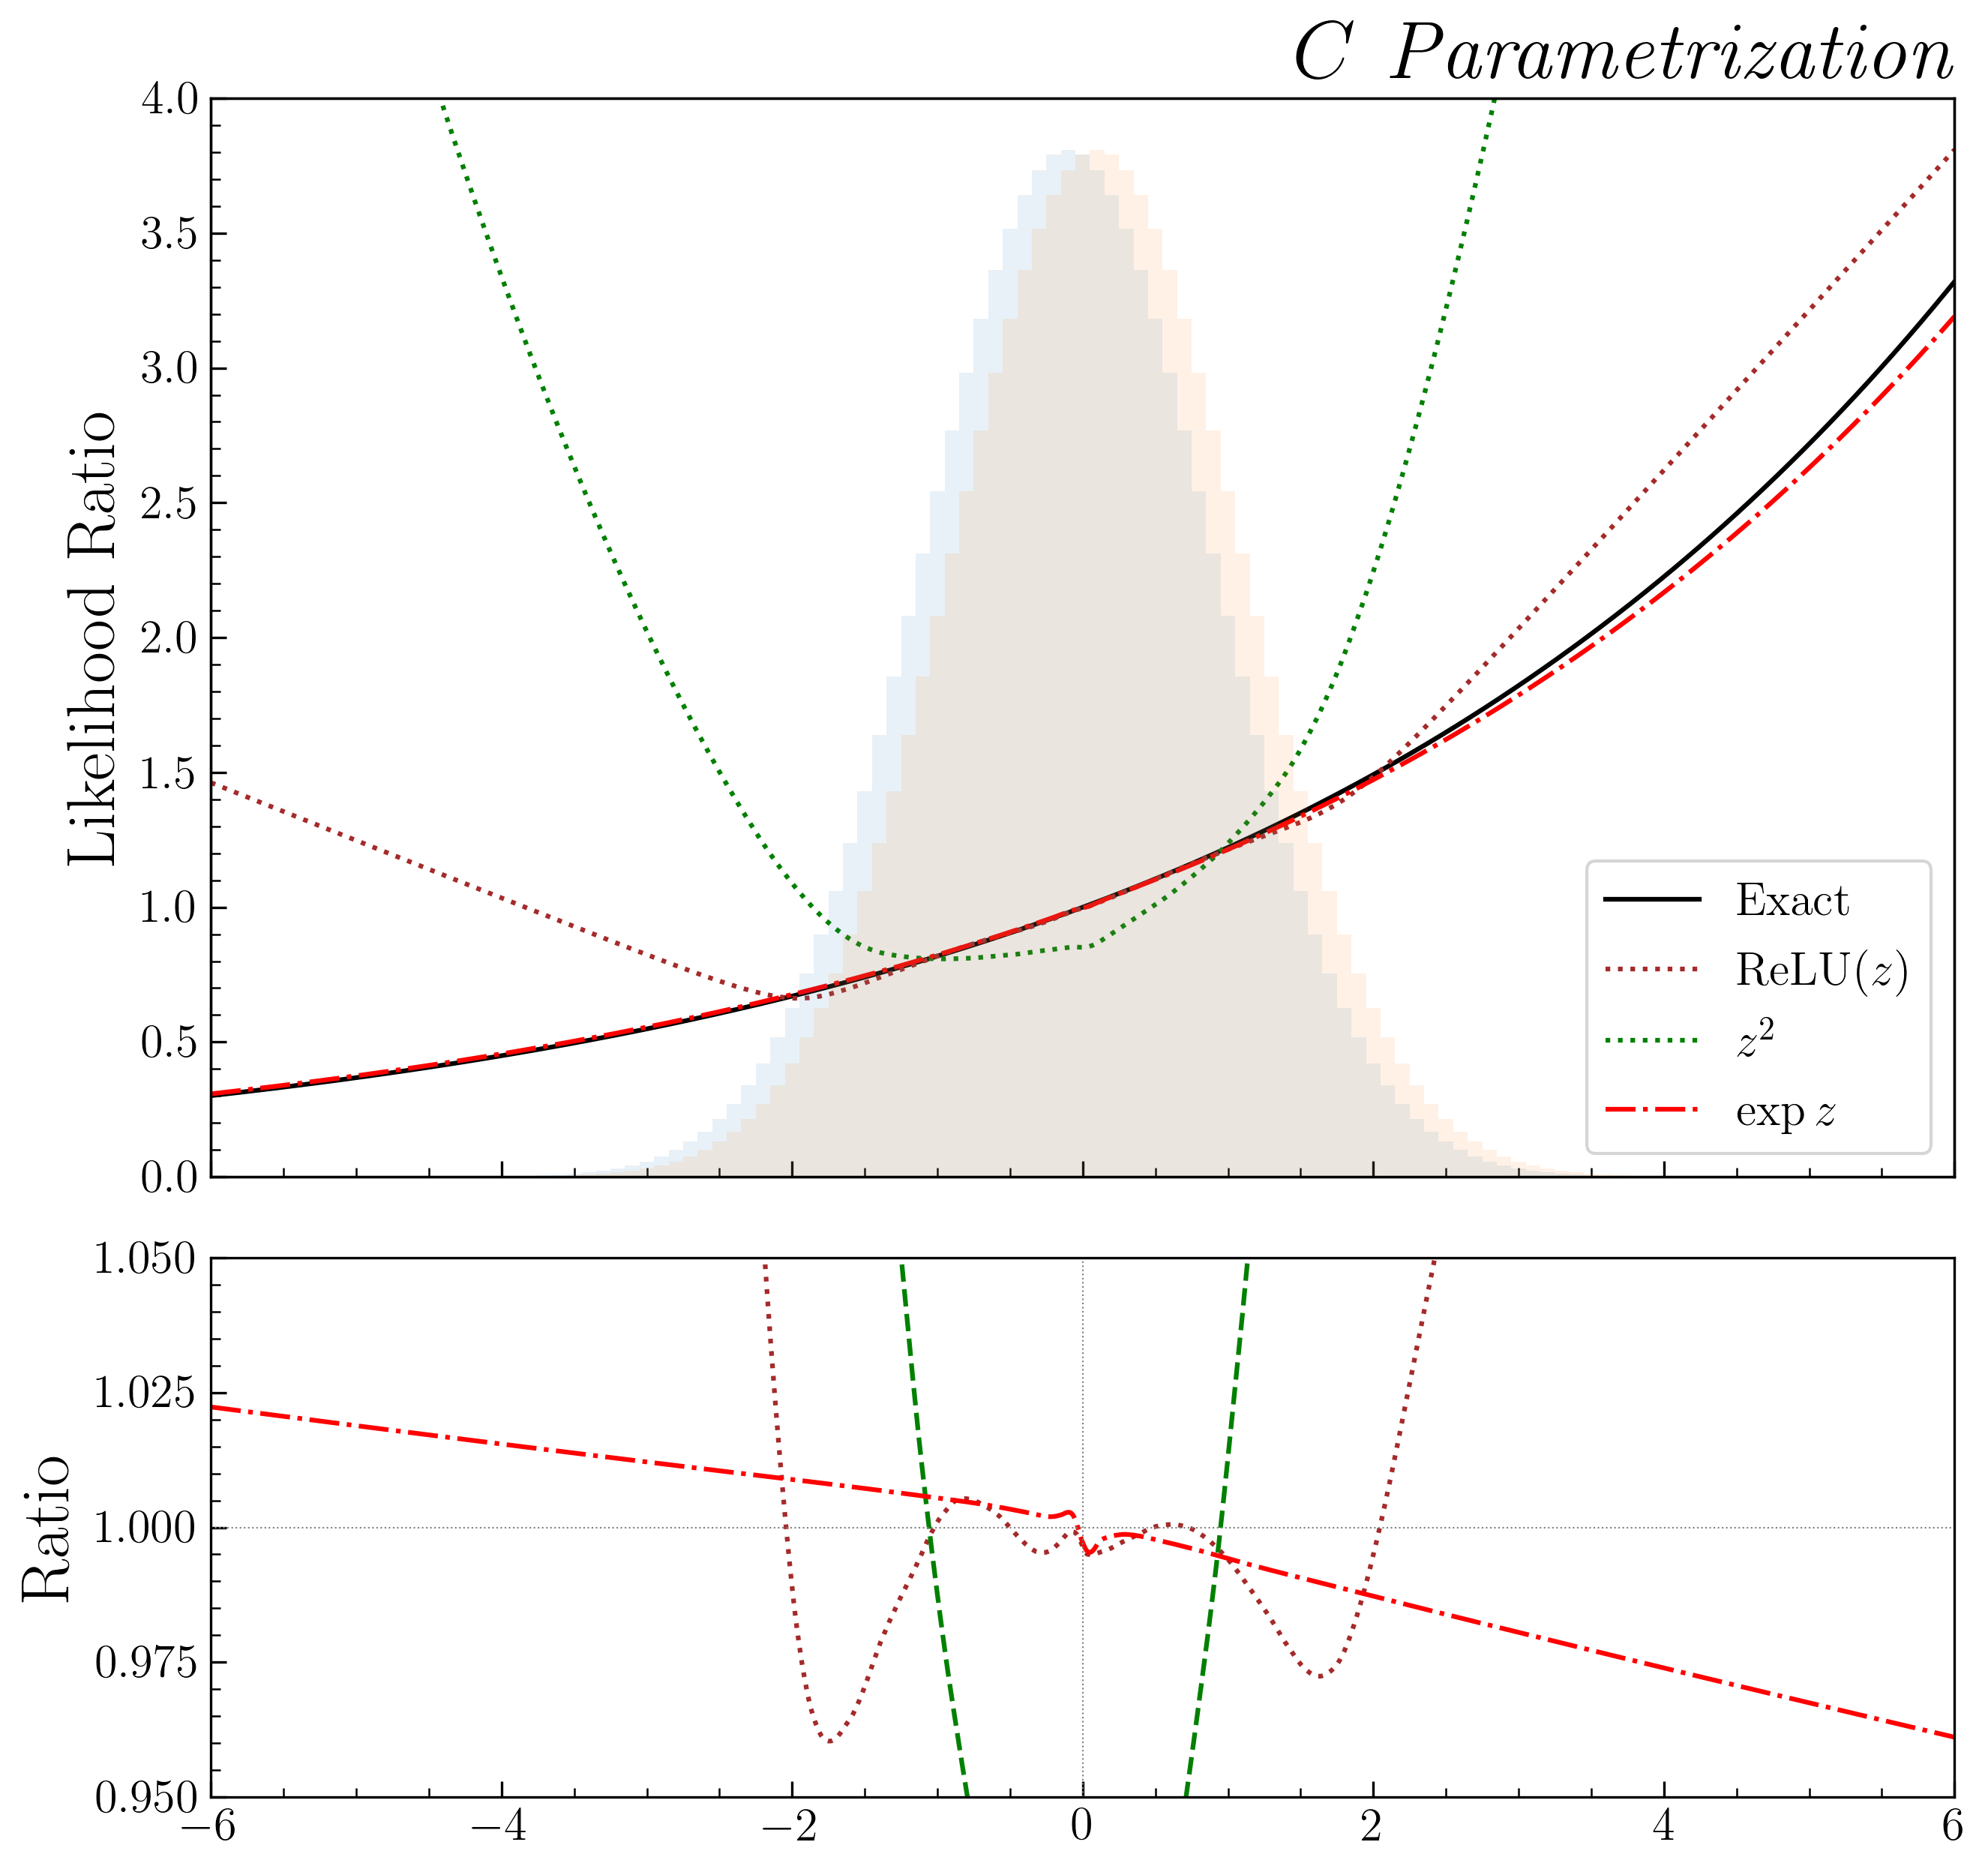 C Parametrization
4.0
3.5
3.0
2.5
2.0
1.5
1.0
0.5
0.0
Likelihood Ratio
Exact
ReLU(z)
z²
exp z
1.050
1.025
1.000
0.975
0.950
Ratio
−6 −4 −2 0 2 4 6